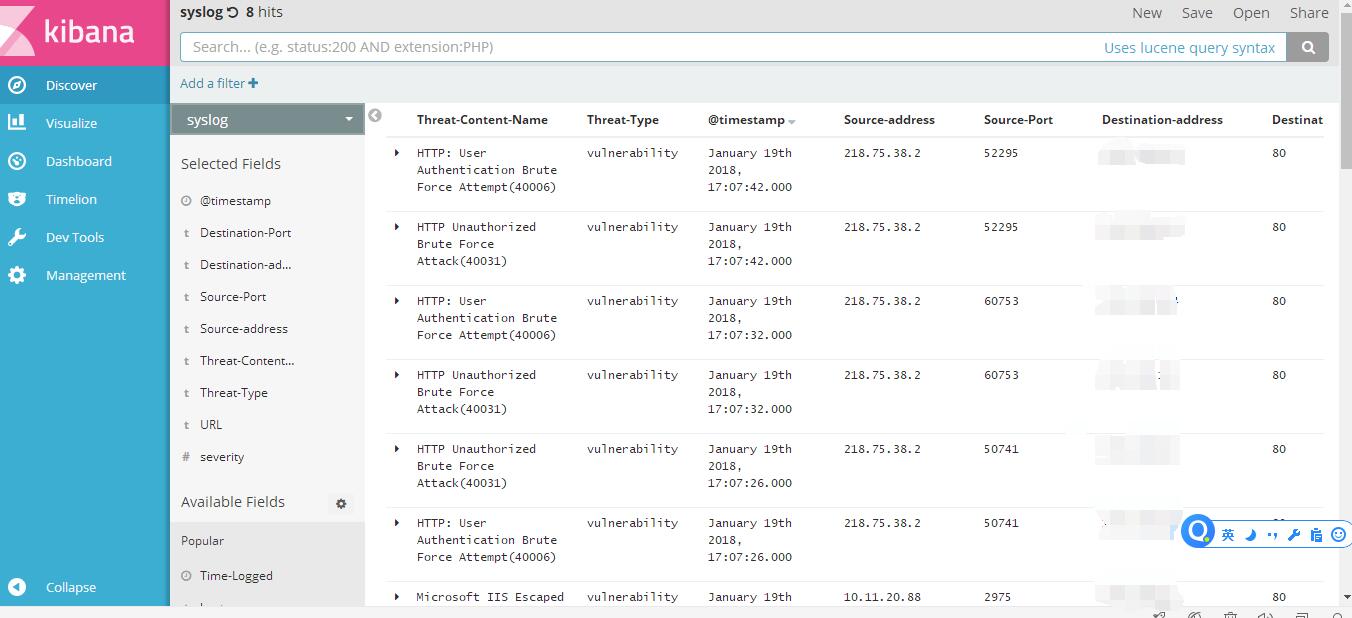 kibana
Discover
Visualize
Dashboard
Timelion
Dev Tools
Management
Collapse
syslog 8 hits
New Save Open Share
Search... (e.g. status:200 AND extension:PHP) Uses lucene query syntax
Add a filter
syslog
Selected Fields
@timestamp
t Destination-Port
t Destination-ad...
t Source-Port
t Source-address
t Threat-Content...
t Threat-Type
t URL
# severity
Available Fields
Popular
Time-Logged
Threat-Content-Name Threat-Type @timestamp Source-address Source-Port Destination-address Destinat
HTTP: User vulnerability January 19th 218.75.38.2 52295 80
Authentication Brute 2018,
Force Attempt(40006) 17:07:42.000
HTTP Unauthorized vulnerability January 19th 218.75.38.2 52295 80
Brute Force 2018,
Attack(40031) 17:07:42.000
HTTP: User vulnerability January 19th 218.75.38.2 60753 80
Authentication Brute 2018,
Force Attempt(40006) 17:07:32.000
HTTP Unauthorized vulnerability January 19th 218.75.38.2 60753 80
Brute Force 2018,
Attack(40031) 17:07:32.000
HTTP Unauthorized vulnerability January 19th 218.75.38.2 50741 80
Brute Force 2018,
Attack(40031) 17:07:26.000
HTTP: User vulnerability January 19th 218.75.38.2 50741
Authentication Brute 2018,
Force Attempt(40006) 17:07:26.000
英
Microsoft IIS Escaped vulnerability January 19th 10.11.20.88 2975 80